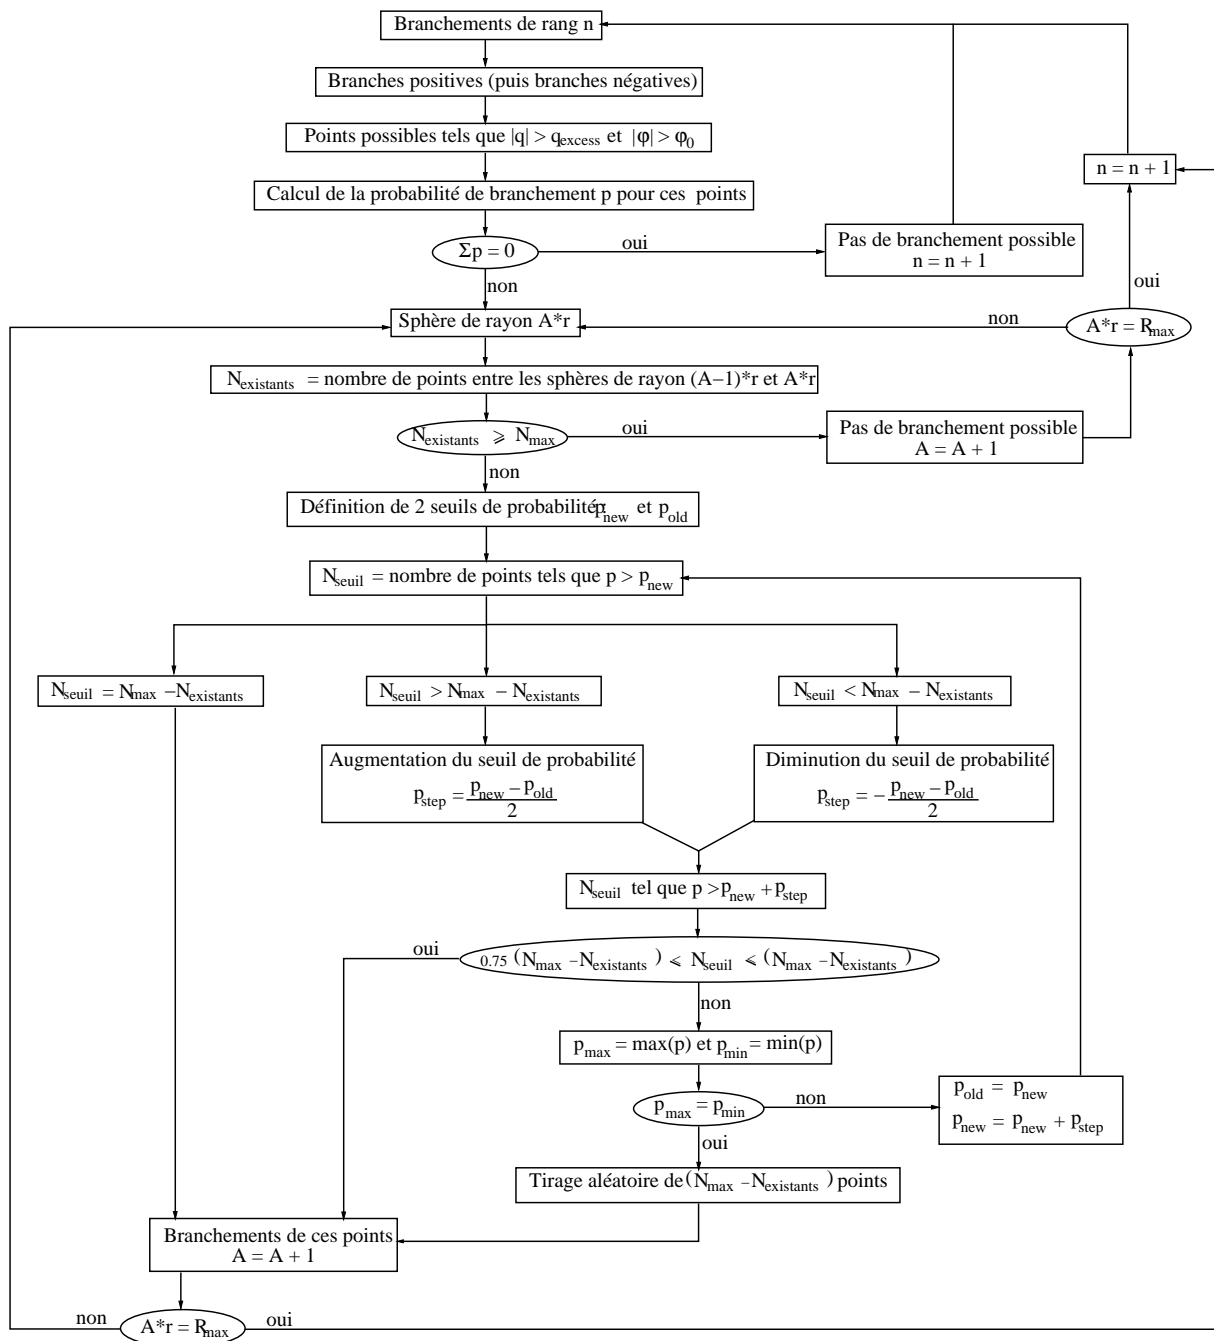 Branchements de rang n
Branches positives (puis branches négatives)
Points possibles tels que |q| > q_excess et |φ| > φ_0
n = n + 1
Calcul de la probabilité de branchement p pour ces points
Σp = 0
oui
Pas de branchement possible
n = n + 1
non
oui
Sphère de rayon A*r
non
A*r = R_max
N_existants = nombre de points entre les sphères de rayon (A−1)*r et A*r
N_existants ⩾ N_max
oui
Pas de branchement possible
A = A + 1
non
Définition de 2 seuils de probabilité: p_new et p_old
N_seuil = nombre de points tels que p > p_new
N_seuil = N_max − N_existants
N_seuil > N_max − N_existants
N_seuil < N_max − N_existants
Augmentation du seuil de probabilité
p_step = (p_new − p_old) / 2
Diminution du seuil de probabilité
p_step = − (p_new − p_old) / 2
N_seuil tel que p > p_new + p_step
oui
0.75 (N_max − N_existants) ⩽ N_seuil ⩽ (N_max − N_existants)
non
p_max = max(p) et p_min = min(p)
p_max = p_min
non
p_old = p_new
p_new = p_new + p_step
oui
Tirage aléatoire de (N_max − N_existants) points
Branchements de ces points
A = A + 1
non
A*r = R_max
oui